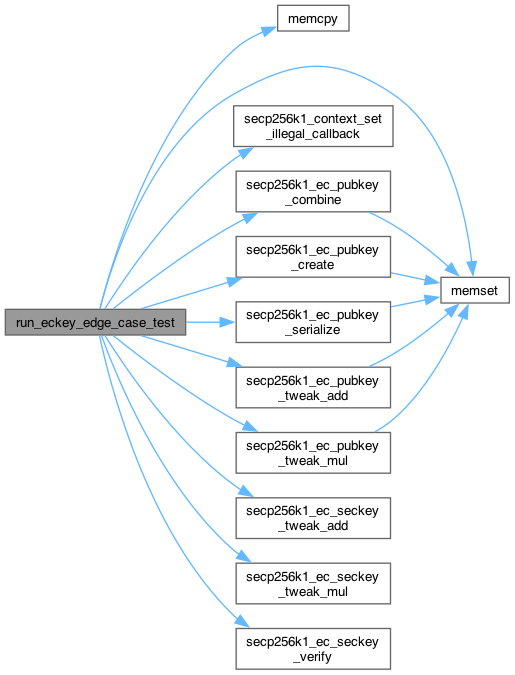 memcpy
secp256k1_context_set
_illegal_callback
secp256k1_ec_pubkey
_combine
secp256k1_ec_pubkey
_create
memset
run_eckey_edge_case_test
secp256k1_ec_pubkey
_serialize
secp256k1_ec_pubkey
_tweak_add
secp256k1_ec_pubkey
_tweak_mul
secp256k1_ec_seckey
_tweak_add
secp256k1_ec_seckey
_tweak_mul
secp256k1_ec_seckey
_verify